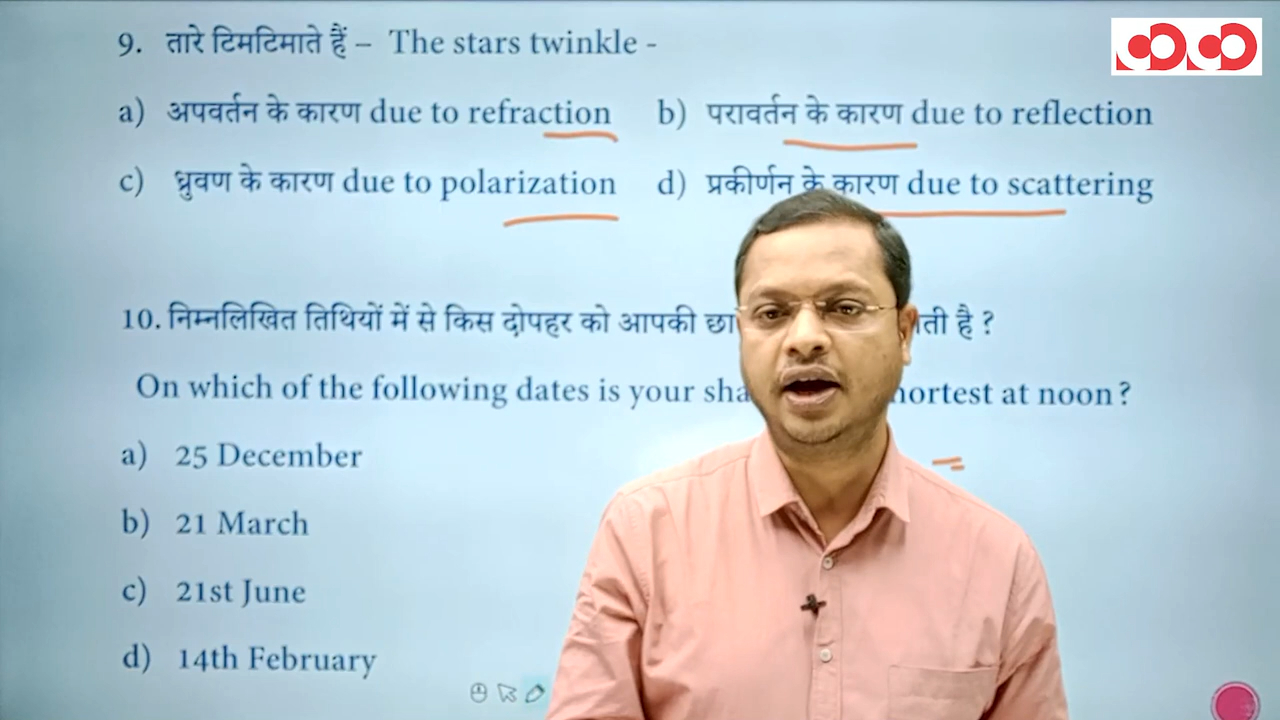 9. तारे टिमटिमाते हैं – The stars twinkle -
a) अपवर्तन के कारण due to refraction b) परावर्तन के कारण due to reflection
c) ध्रुवण के कारण due to polarization d) प्रकीर्णन के कारण due to scattering
10. निम्नलिखित तिथियों में से किस दोपहर को आपकी है ?
On which of the following dates is your at noon ?
a) 25 December
b) 21 March
c) 21st June
d) 14th February